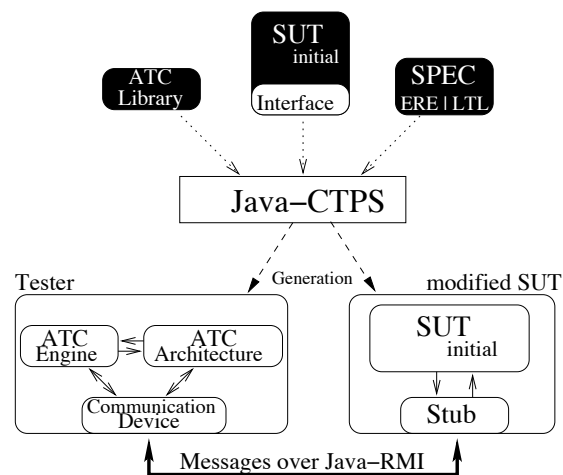 SUT
initial
Interface
ATC
Library
SPEC
ERE | LTL
Java−CTPS
Generation
Tester
ATC
Engine
ATC
Architecture
Communication
Device
modified SUT
SUT
initial
Stub
Messages over Java−RMI